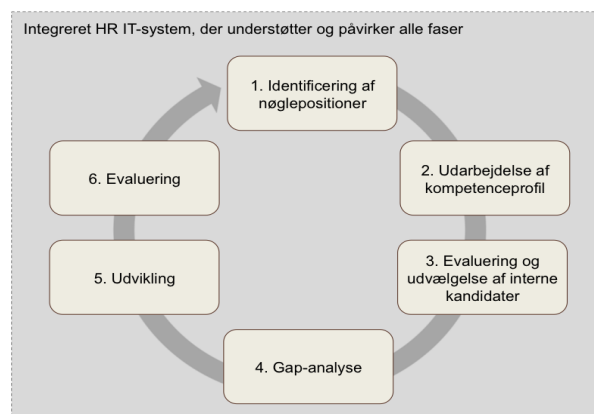 Integreret HR IT-system, der understøtter og påvirker alle faser
1. Identificering af
nøglepositioner
2. Udarbejdelse af
kompetenceprofil
3. Evaluering og
udvælgelse af interne
kandidater
4. Gap-analyse
5. Udvikling
6. Evaluering